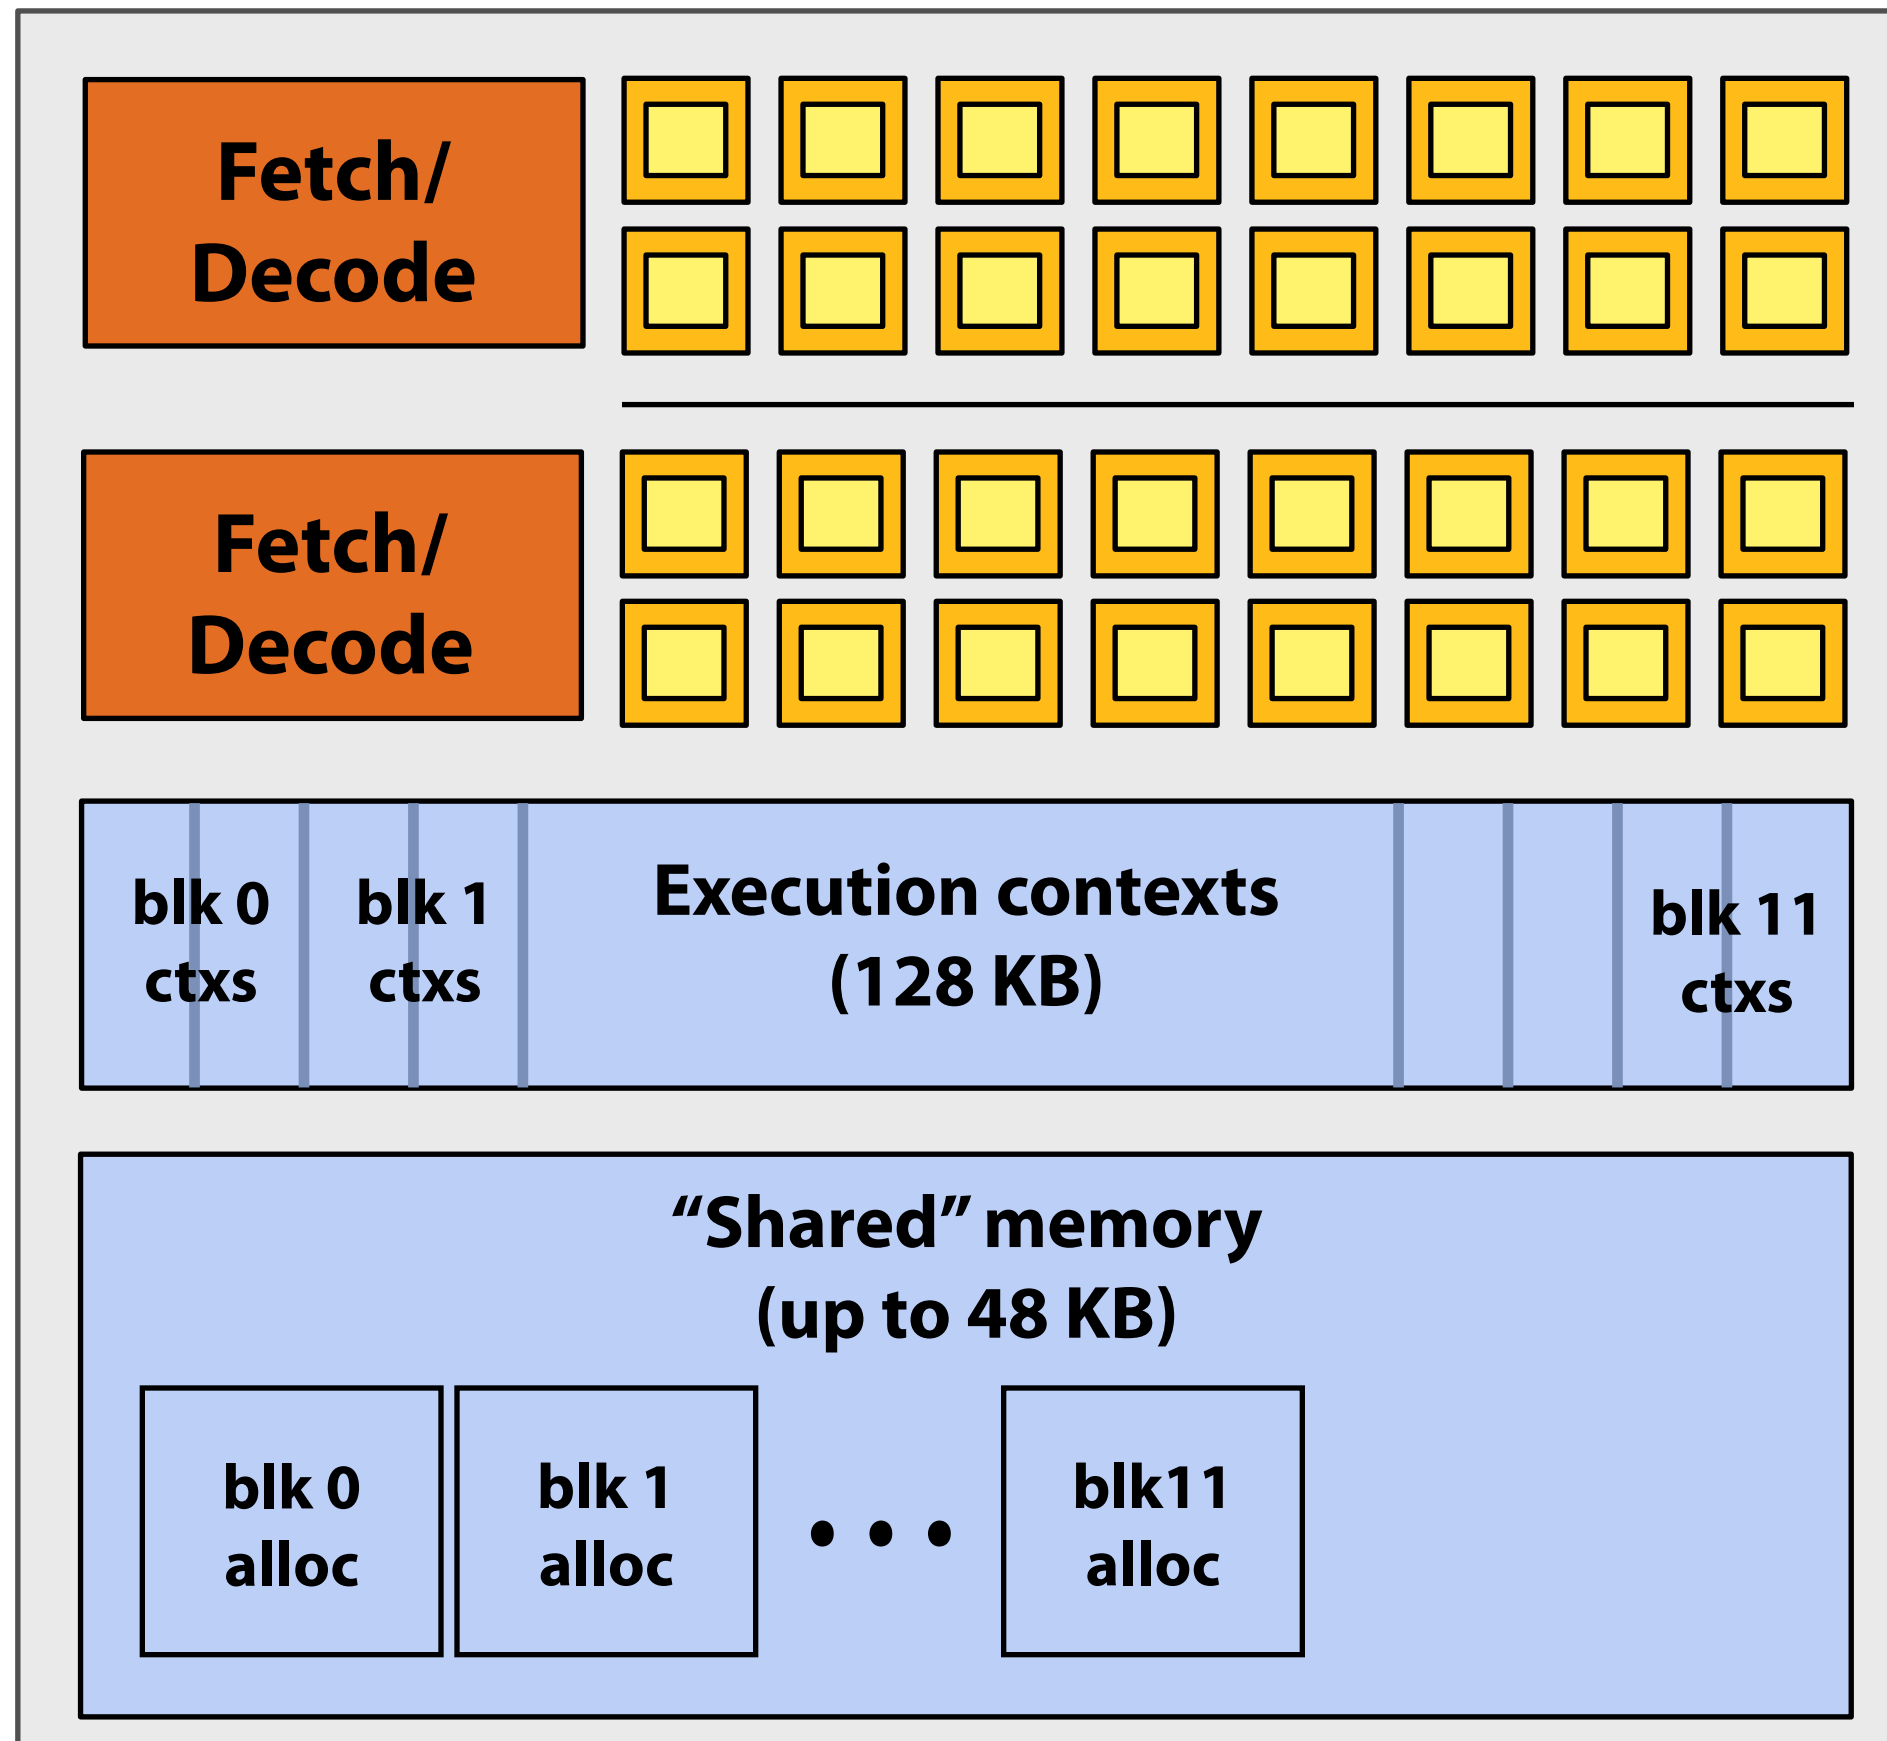 Fetch/
Decode
Fetch/
Decode
blk 0
ctxs
blk 1
ctxs
Execution contexts
(128 KB)
blk 11
ctxs
“Shared” memory
(up to 48 KB)
blk 0
alloc
blk 1
alloc
• • •
blk11
alloc